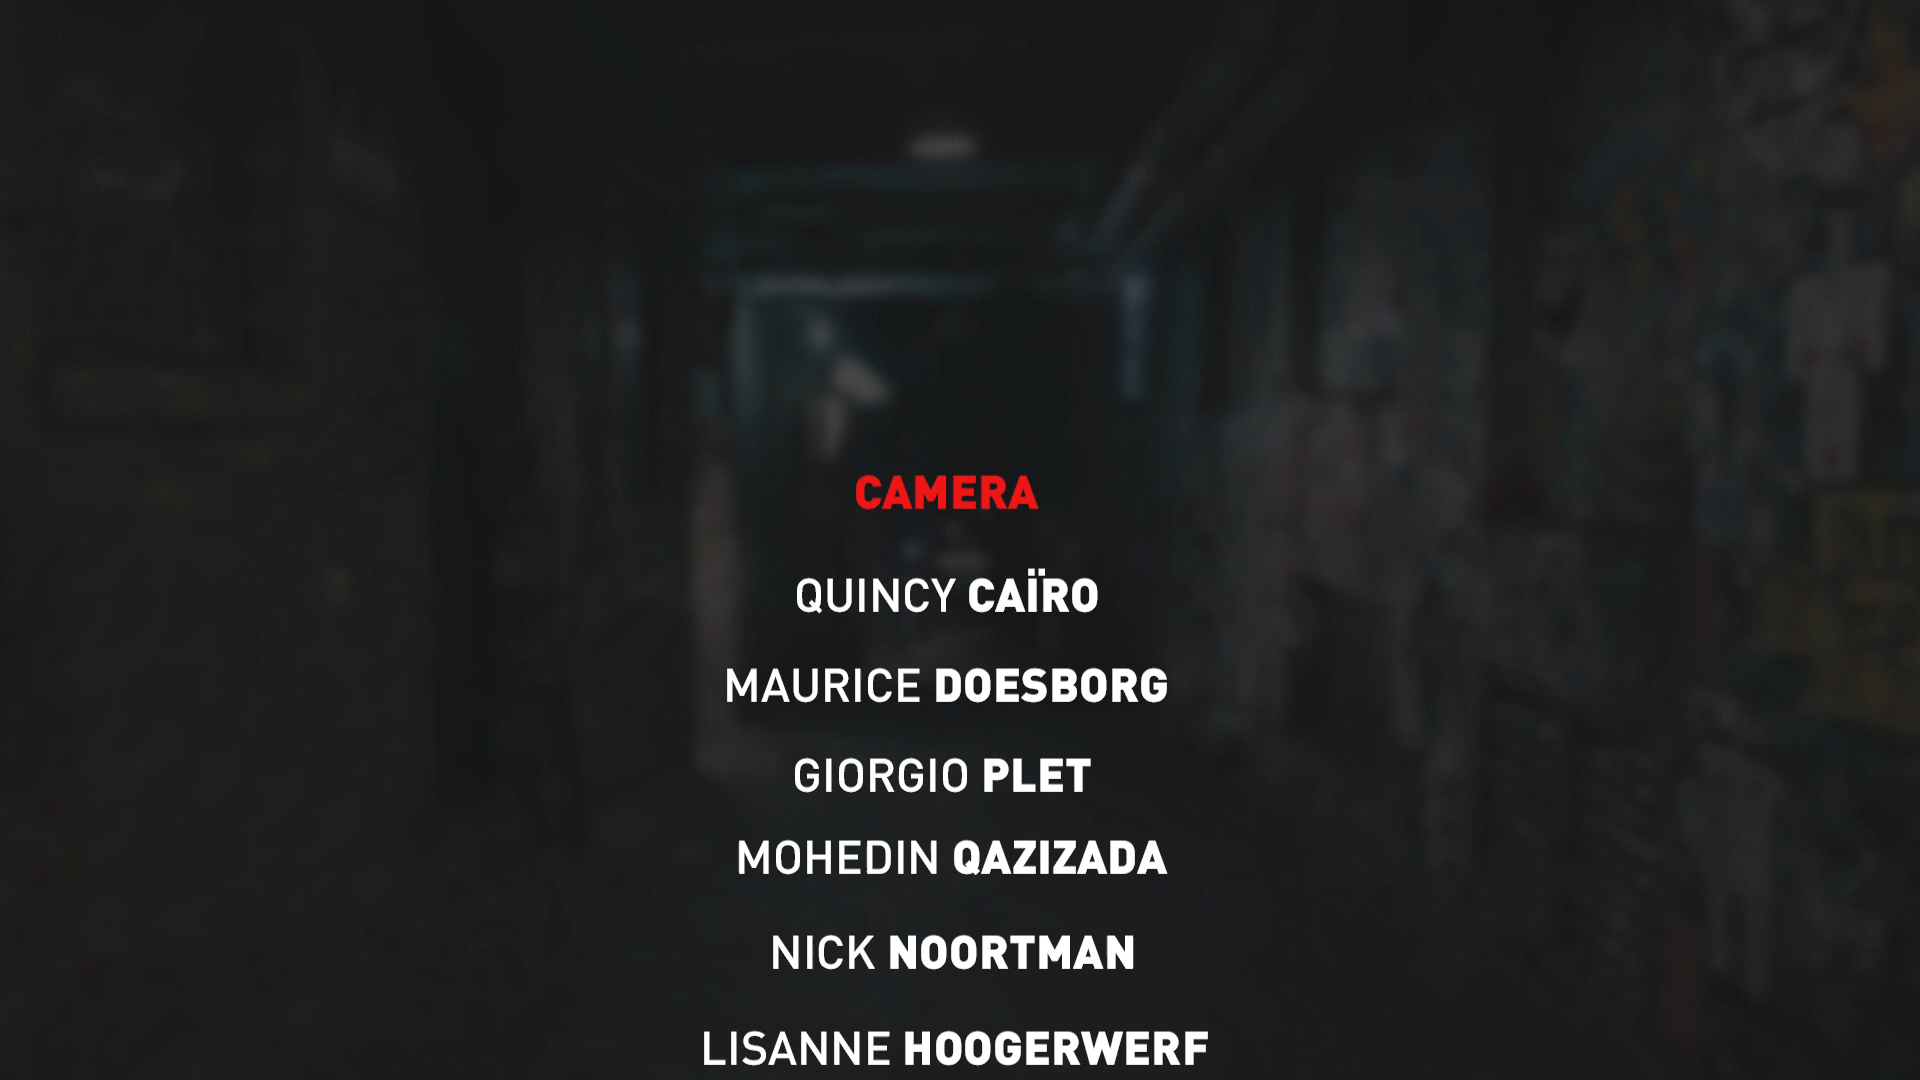 CAMERA
QUINCY CAÏRO
MAURICE DOESBORG
GIORGIO PLET
MOHEDIN QAZIZADA
NICK NOORTMAN
LISANNE HOOGERWERF